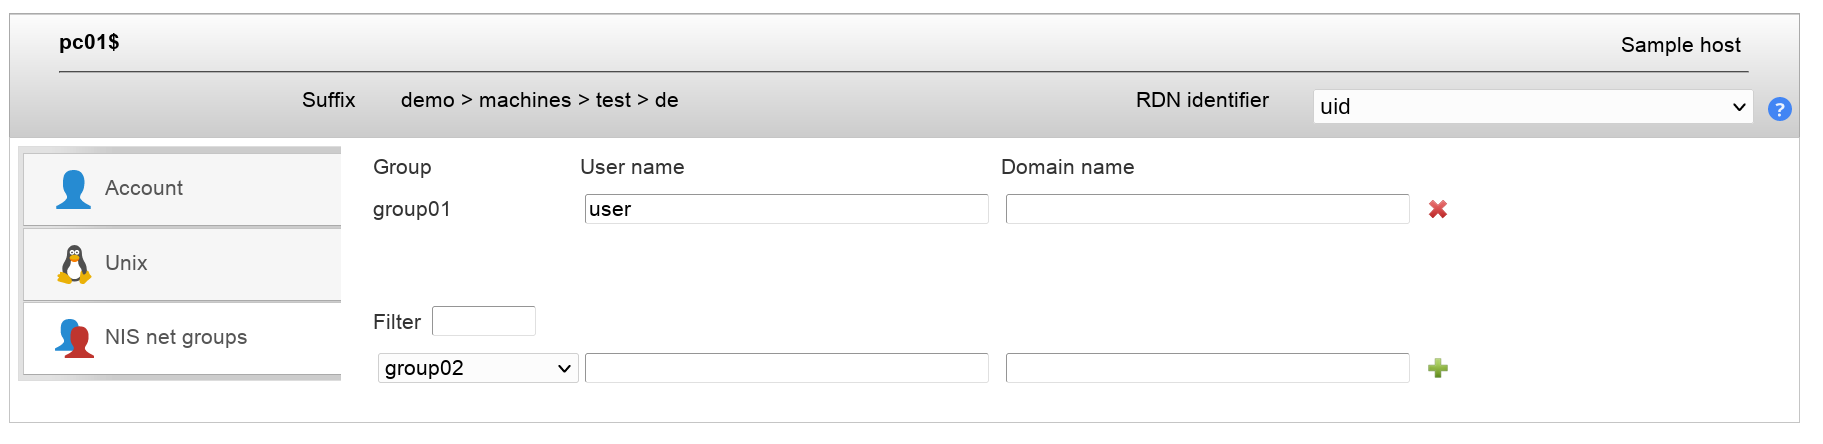 pc01$
Sample host
Suffix demo > machines > test > de
RDN identifier uid ?
Account
Unix
NIS net groups
Group User name Domain name
group01 user
Filter
group02